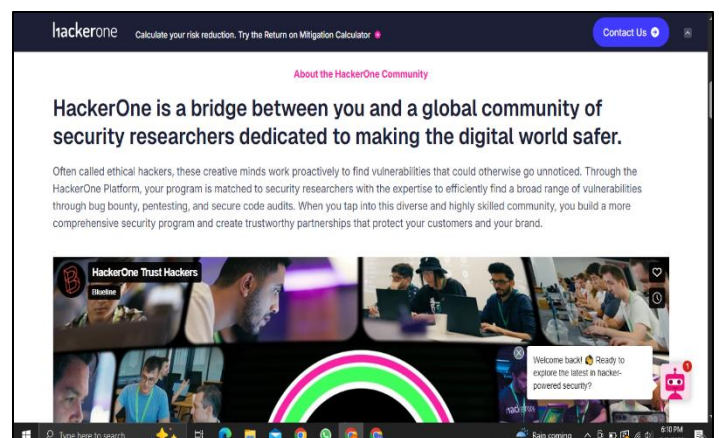 hackerone
Calculate your risk reduction. Try the Return on Mitigation Calculator
Contact Us
About the HackerOne Community
HackerOne is a bridge between you and a global community of
security researchers dedicated to making the digital world safer.
Often called ethical hackers, these creative minds work proactively to find vulnerabilities that could otherwise go unnoticed. Through the
HackerOne Platform, your program is matched to security researchers with the expertise to efficiently find a broad range of vulnerabilities
through bug bounty, pentesting, and secure code audits. When you tap into this diverse and highly skilled community, you build a more
comprehensive security program and create trustworthy partnerships that protect your customers and your brand.
HackerOne Trust Hackers
Blueline
Welcome back! Ready to
explore the latest in hacker-
powered security?
1
Type here to search
Rain coming
6:10 PM